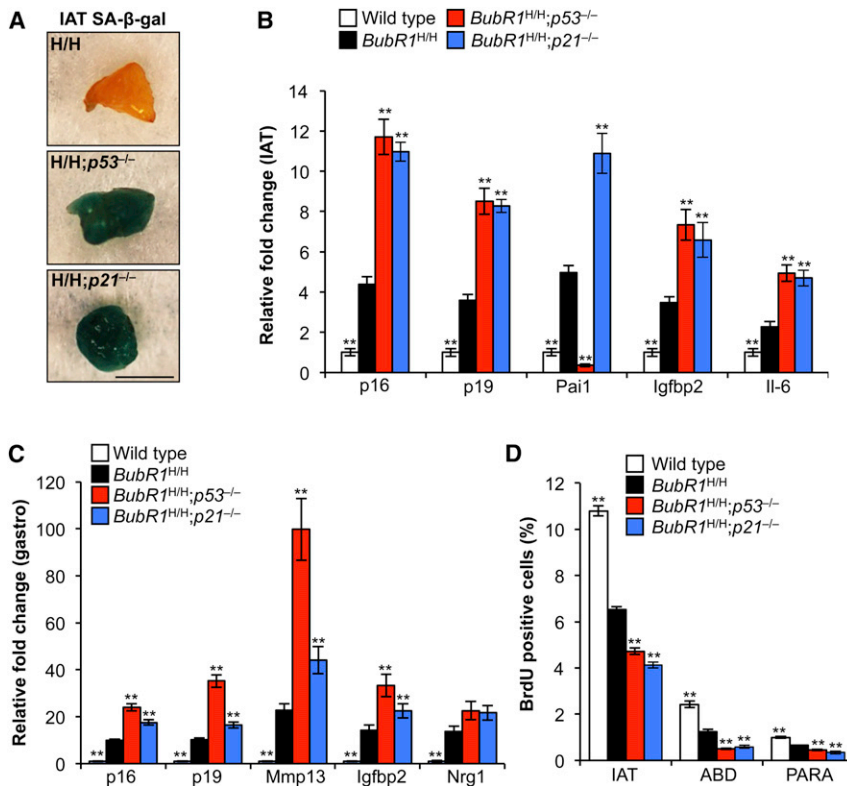 A
IAT SA-β-gal
H/H
H/H;p53–/–
H/H;p21–/–
B
Wild type
BubR1H/H
BubR1H/H;p53–/–
BubR1H/H;p21–/–
Relative fold change (IAT)
14
12
10
8
6
4
2
0
** ** ** ** ** ** ** ** ** ** ** ** ** ** **
p16 p19 Pai1 Igfbp2 Il-6
C
Wild type
BubR1H/H
BubR1H/H;p53–/–
BubR1H/H;p21–/–
Relative fold change (gastro)
120
100
80
60
40
20
0
** ** ** ** ** ** ** ** ** ** ** ** **
p16 p19 Mmp13 Igfbp2 Nrg1
D
Wild type
BubR1H/H
BubR1H/H;p53–/–
BubR1H/H;p21–/–
BrdU positive cells (%)
12
10
8
6
4
2
0
** ** ** ** ** ** ** ** **
IAT ABD PARA